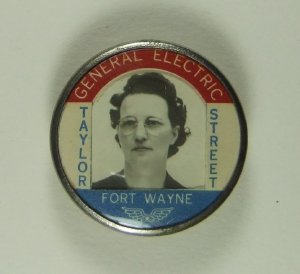 GENERAL ELECTRIC
TAYLOR
STREET
FORT WAYNE